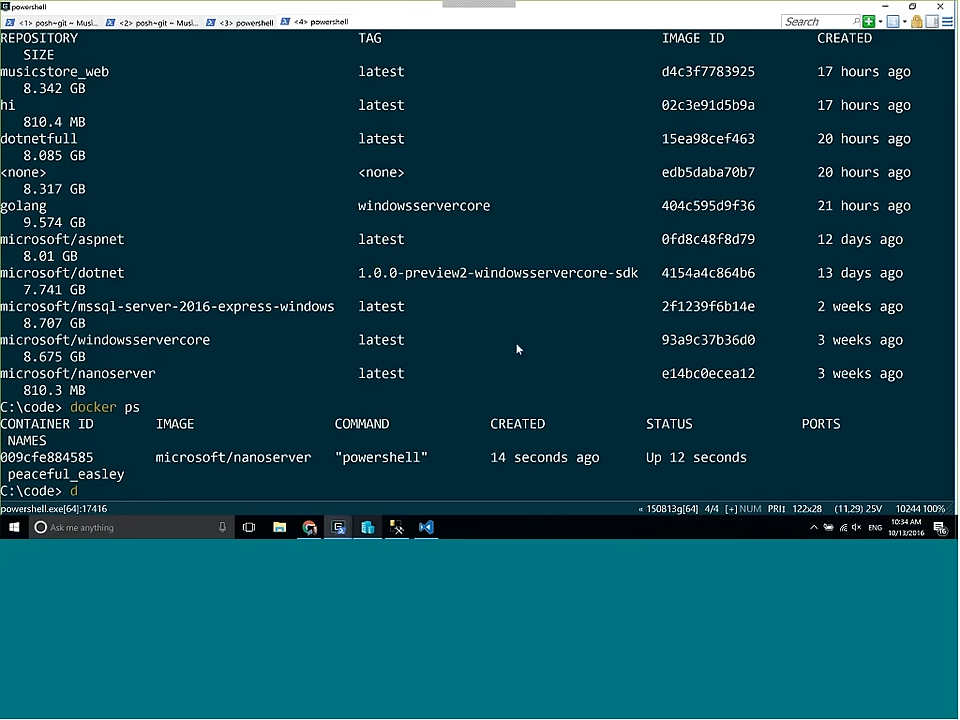 powershell
<1> posh~git ~ Musi... <2> posh~git ~ Musi... <3> powershell <4> powershell Search
REPOSITORY TAG IMAGE ID CREATED
SIZE
musicstore_web latest d4c3f7783925 17 hours ago
8.342 GB
hi latest 02c3e91d5b9a 17 hours ago
810.4 MB
dotnetfull latest 15ea98cef463 20 hours ago
8.085 GB
<none> <none> edb5daba70b7 20 hours ago
8.317 GB
golang windowsservercore 404c595d9f36 21 hours ago
9.574 GB
microsoft/aspnet latest 0fd8c48f8d79 12 days ago
8.01 GB
microsoft/dotnet 1.0.0-preview2-windowsservercore-sdk 4154a4c864b6 13 days ago
7.741 GB
microsoft/mssql-server-2016-express-windows latest 2f1239f6b14e 2 weeks ago
8.707 GB
microsoft/windowsservercore latest 93a9c37b36d0 3 weeks ago
8.675 GB
microsoft/nanoserver latest e14bc0ecea12 3 weeks ago
810.3 MB
C:\code> docker ps
CONTAINER ID IMAGE COMMAND CREATED STATUS PORTS
NAMES
009cfe884585 microsoft/nanoserver "powershell" 14 seconds ago Up 12 seconds
peaceful_easley
C:\code> d
powershell.exe[64]:17416 « 150813g[64] 4/4 [+] NUM PRI↕ 122x28 (11,29) 25V 10244 100%
Ask me anything ENG 10:34 AM
10/13/2016 16